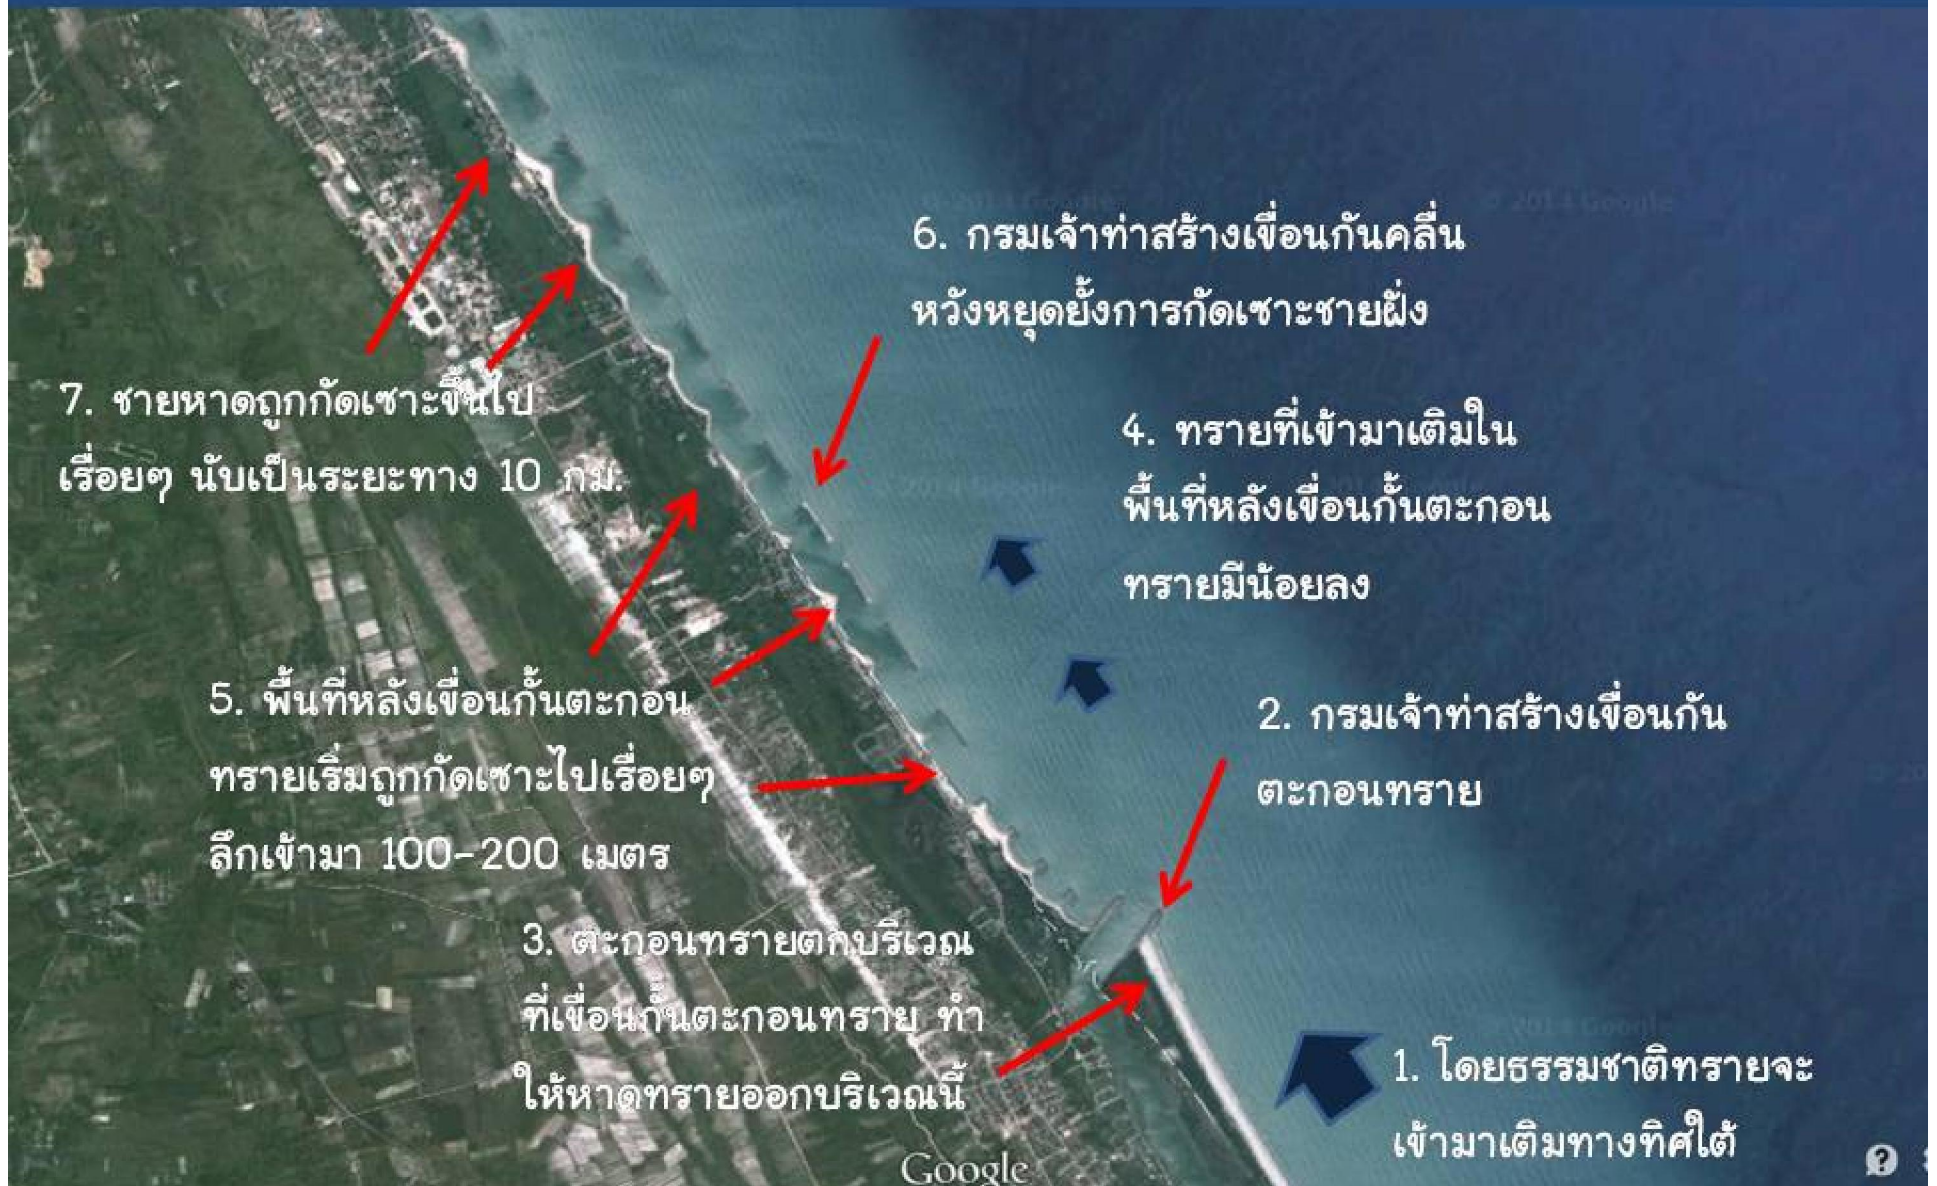 6. กรมเจ้าท่าสร้างเขื่อนกันคลื่น
หวังหยุดยั้งการกัดเซาะชายฝั่ง
7. ชายหาดถูกกัดเซาะขึ้นไป
เรื่อยๆ นับเป็นระยะทาง 10 กม.
4. ทรายที่เข้ามาเติมใน
พื้นที่หลังเขื่อนกั้นตะกอน
ทรายมีน้อยลง
5. พื้นที่หลังเขื่อนกั้นตะกอน
ทรายเริ่มถูกกัดเซาะไปเรื่อยๆ
ลึกเข้ามา 100-200 เมตร
2. กรมเจ้าท่าสร้างเขื่อนกัน
ตะกอนทราย
3. ตะกอนทรายตกบริเวณ
ที่เขื่อนกั้นตะกอนทราย ทำ
ให้หาดทรายออกบริเวณนี้
1. โดยธรรมชาติทรายจะ
เข้ามาเติมทางทิศใต้
Google
© 2014 Google
2014 Google